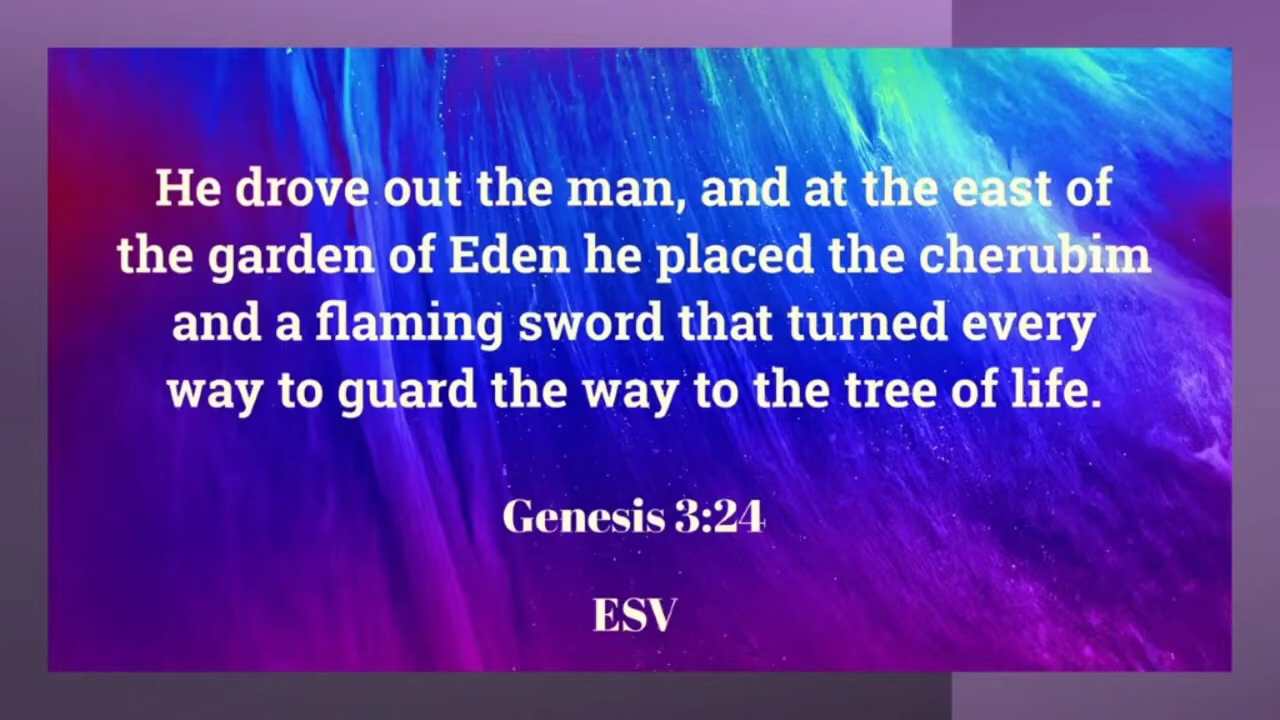 He drove out the man, and at the east of
the garden of Eden he placed the cherubim
and a flaming sword that turned every
way to guard the way to the tree of life.
Genesis 3:24
ESV